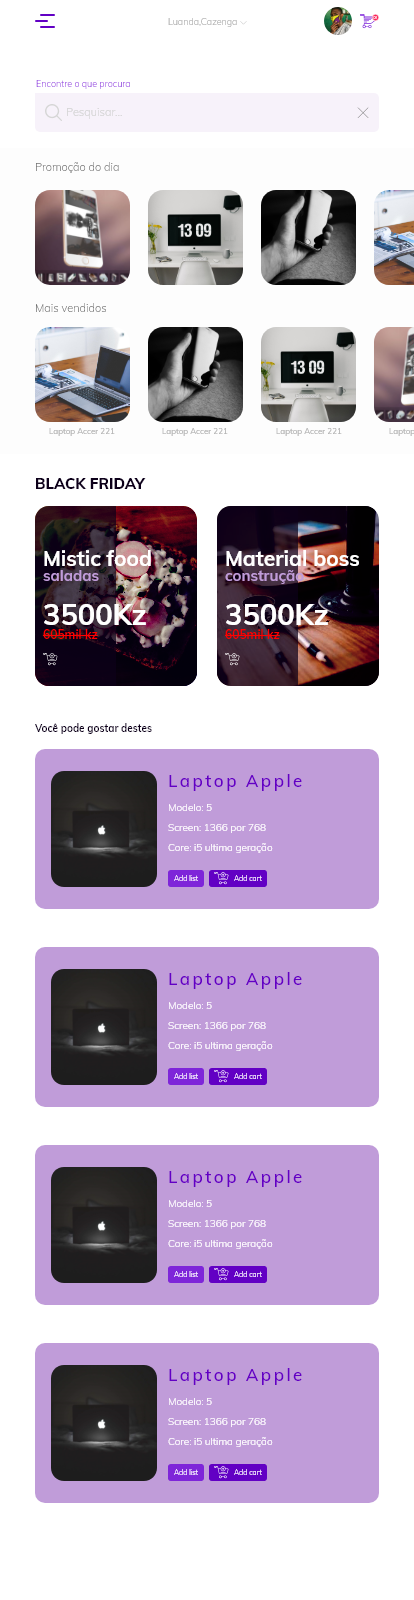 Luanda,Cazenga
Encontre o que procura
Pesquisar...
Promoção do dia
13 09
Mais vendidos
13 09
Laptop Accer 221
Laptop Accer 221
Laptop Accer 221
Laptop
BLACK FRIDAY
Mistic food
saladas
3500Kz
605mil kz
Material boss
construção
3500Kz
605mil kz
Você pode gostar destes
Laptop Apple
Modelo: 5
Screen: 1366 por 768
Core: i5 ultima geração
Add list
Add cart
Laptop Apple
Modelo: 5
Screen: 1366 por 768
Core: i5 ultima geração
Add list
Add cart
Laptop Apple
Modelo: 5
Screen: 1366 por 768
Core: i5 ultima geração
Add list
Add cart
Laptop Apple
Modelo: 5
Screen: 1366 por 768
Core: i5 ultima geração
Add list
Add cart